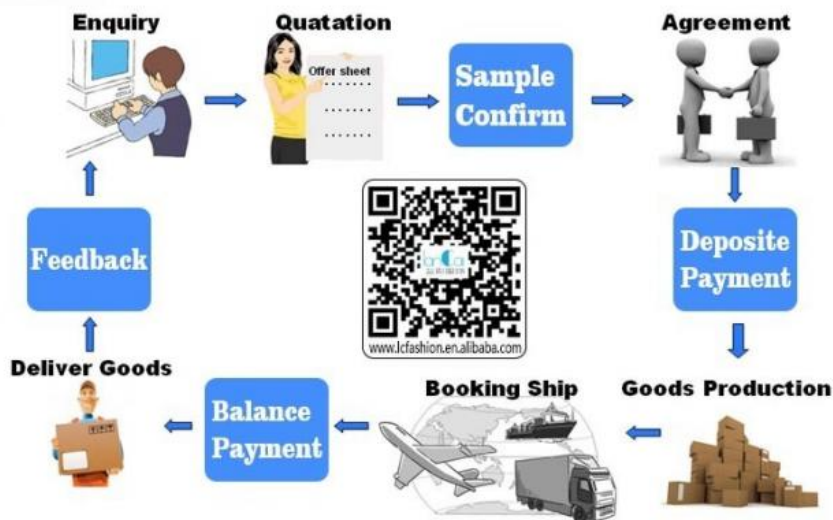 Enquiry
Quatation
Agreement
Offer sheet
Sample
Confirm
Feedback
Deposite
Payment
www.lcfashion.en.alibaba.com
Deliver Goods
Balance
Payment
Booking Ship
Goods Production